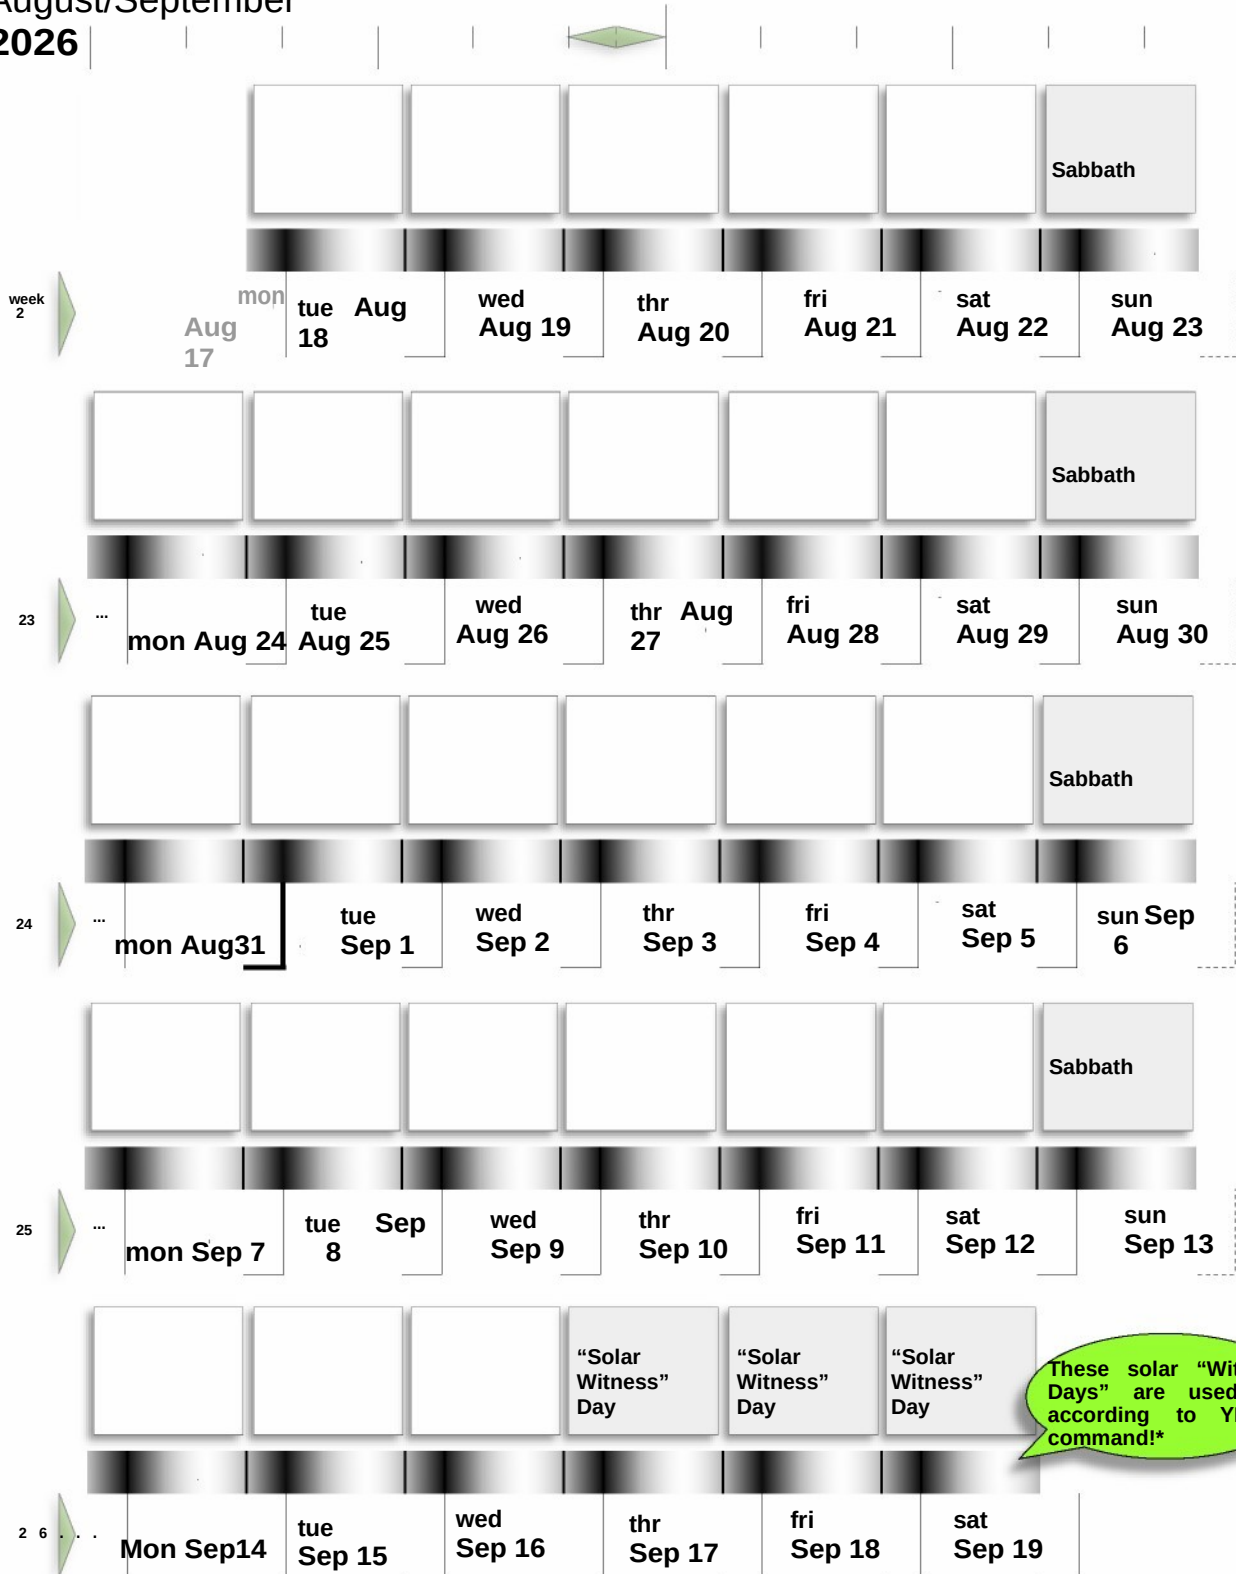 August/September
2026
Sabbath
week
2
mon
Aug
17
tue Aug
18
wed
Aug 19
thr
Aug 20
fri
Aug 21
sat
Aug 22
sun
Aug 23
Sabbath
23
...
mon Aug 24
tue
Aug 25
wed
Aug 26
thr Aug
27
fri
Aug 28
sat
Aug 29
sun
Aug 30
Sabbath
24
...
mon Aug31
tue
Sep 1
wed
Sep 2
thr
Sep 3
fri
Sep 4
sat
Sep 5
sun Sep
6
Sabbath
25
...
mon Sep 7
tue Sep
8
wed
Sep 9
thr
Sep 10
fri
Sep 11
sat
Sep 12
sun
Sep 13
“Solar
Witness”
Day
“Solar
Witness”
Day
“Solar
Witness”
Day
These solar “Wit
Days” are used
according to Y
command!*
2 6 . . .
Mon Sep14
tue
Sep 15
wed
Sep 16
thr
Sep 17
fri
Sep 18
sat
Sep 19